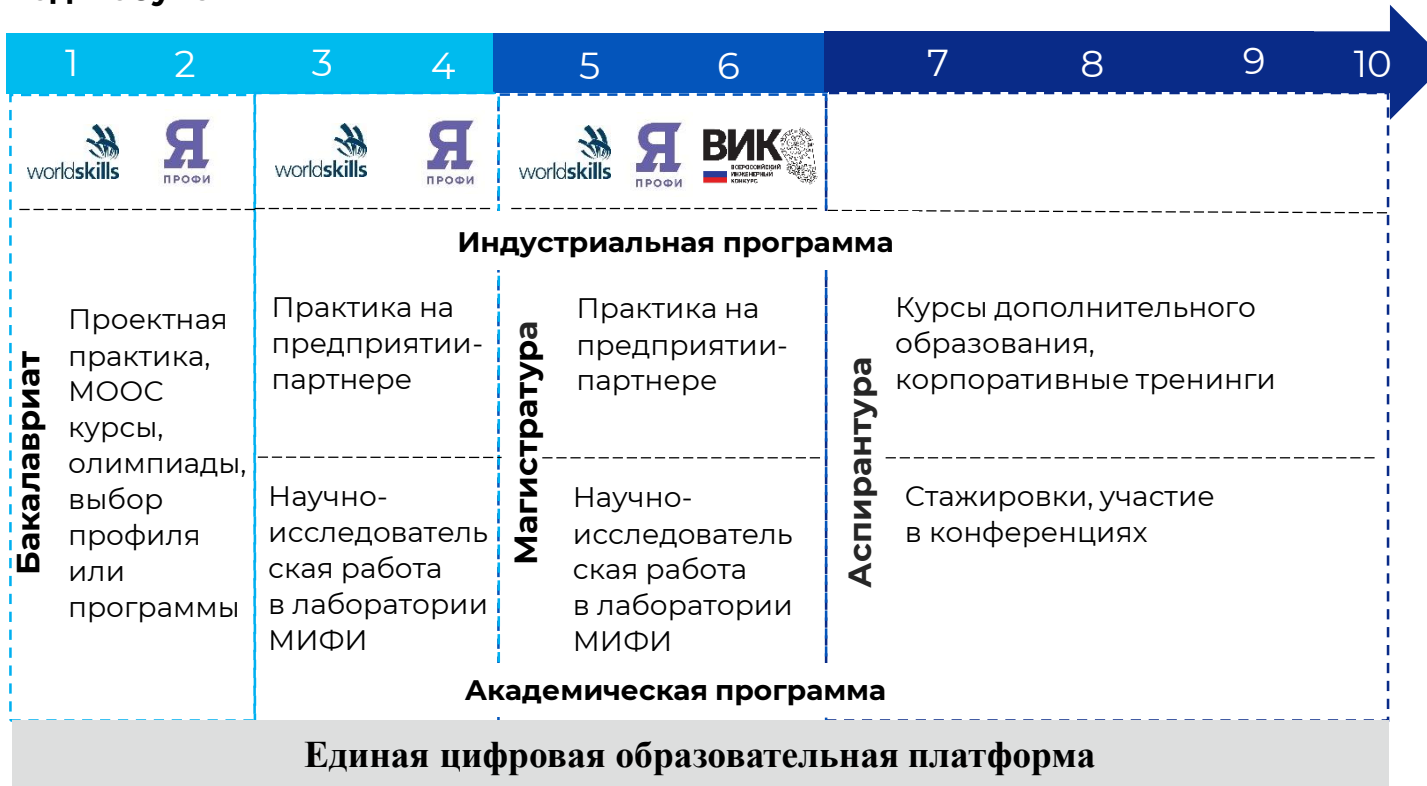 1 2 3 4 5 6 7 8 9 10
worldskills
Я
ПРОФИ
worldskills
Я
ПРОФИ
worldskills
Я
ПРОФИ
ВИК
ВСЕРОССИЙСКИЙ
ИНЖЕНЕРНЫЙ
КОНКУРС
Индустриальная программа
Бакалавриат
Проектная
практика,
МООС
курсы,
олимпиады,
выбор
профиля
или
программы
Практика на
предприятии-
партнере
Научно-
исследователь
ская работа
в лаборатории
МИФИ
Магистратура
Практика на
предприятии-
партнере
Научно-
исследователь
ская работа
в лаборатории
МИФИ
Аспирантура
Курсы дополнительного
образования,
корпоративные тренинги
Стажировки, участие
в конференциях
Академическая программа
Единая цифровая образовательная платформа